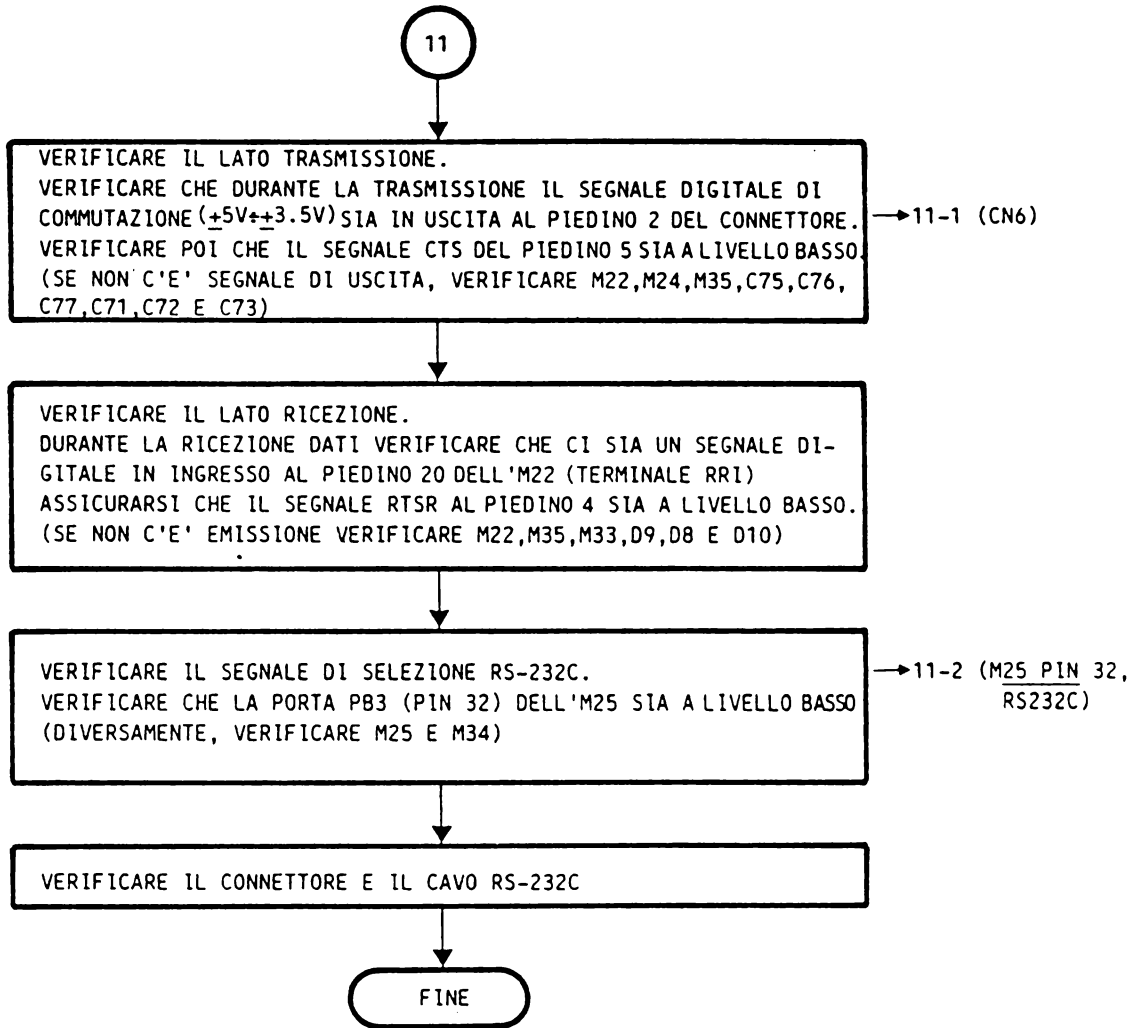 11
VERIFICARE IL LATO TRASMISSIONE.
VERIFICARE CHE DURANTE LA TRASMISSIONE IL SEGNALE DIGITALE DI
COMMUTAZIONE (±5V÷±3.5V) SIA IN USCITA AL PIEDINO 2 DEL CONNETTORE.
VERIFICARE POI CHE IL SEGNALE CTS DEL PIEDINO 5 SIA A LIVELLO BASSO.
(SE NON C'E' SEGNALE DI USCITA, VERIFICARE M22,M24,M35,C75,C76,
C77,C71,C72 E C73)
11-1 (CN6)
VERIFICARE IL LATO RICEZIONE.
DURANTE LA RICEZIONE DATI VERIFICARE CHE CI SIA UN SEGNALE DI-
GITALE IN INGRESSO AL PIEDINO 20 DELL'M22 (TERMINALE RRI)
ASSICURARSI CHE IL SEGNALE RTSR AL PIEDINO 4 SIA A LIVELLO BASSO.
(SE NON C'E' EMISSIONE VERIFICARE M22,M35,M33,D9,D8 E D10)
VERIFICARE IL SEGNALE DI SELEZIONE RS-232C.
VERIFICARE CHE LA PORTA PB3 (PIN 32) DELL'M25 SIA A LIVELLO BASSO
(DIVERSAMENTE, VERIFICARE M25 E M34)
11-2 (M25 PIN 32,
RS232C)
VERIFICARE IL CONNETTORE E IL CAVO RS-232C
FINE